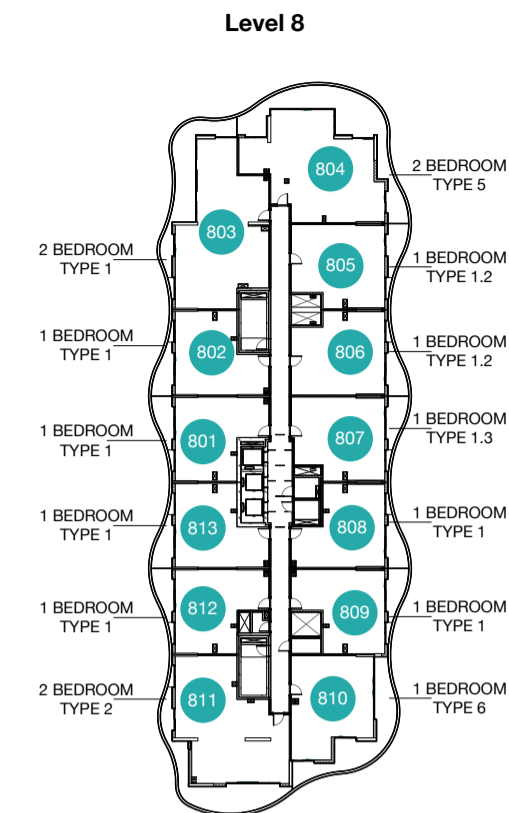 Level 8
804
2 BEDROOM
TYPE 5
803
2 BEDROOM
TYPE 1
805
1 BEDROOM
TYPE 1.2
802
1 BEDROOM
TYPE 1
806
1 BEDROOM
TYPE 1.2
801
1 BEDROOM
TYPE 1
807
1 BEDROOM
TYPE 1.3
813
1 BEDROOM
TYPE 1
808
1 BEDROOM
TYPE 1
812
1 BEDROOM
TYPE 1
809
1 BEDROOM
TYPE 1
811
2 BEDROOM
TYPE 2
810
1 BEDROOM
TYPE 6